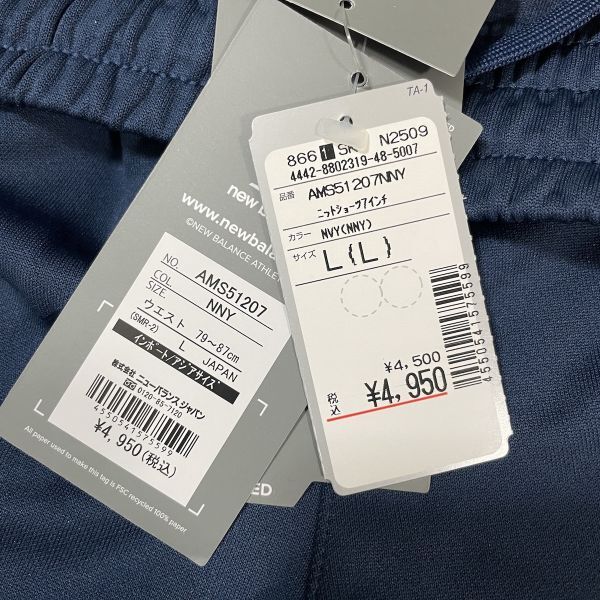 TA-1
866 1 SK N2509
4442-8802319-48-5007
品番 AMS51207NNY
ニットショーツ7インチ
カラー NVY(NNY)
サイズ L(L)
4550541575599
¥4,500
税込 ¥4,950
new b
www.newbala
©NEW BALANCE ATHLE
NO. AMS51207
COL. NNY
SIZE.
ウエスト 79~87cm
(SMR-2) L JAPAN
インポート/アジアサイズ
株式会社 ニューバランス ジャパン
0120-85-7120
4550541575599
¥4,950(税込)
All paper used to make this tag is FSC recycled 100% paper
ED